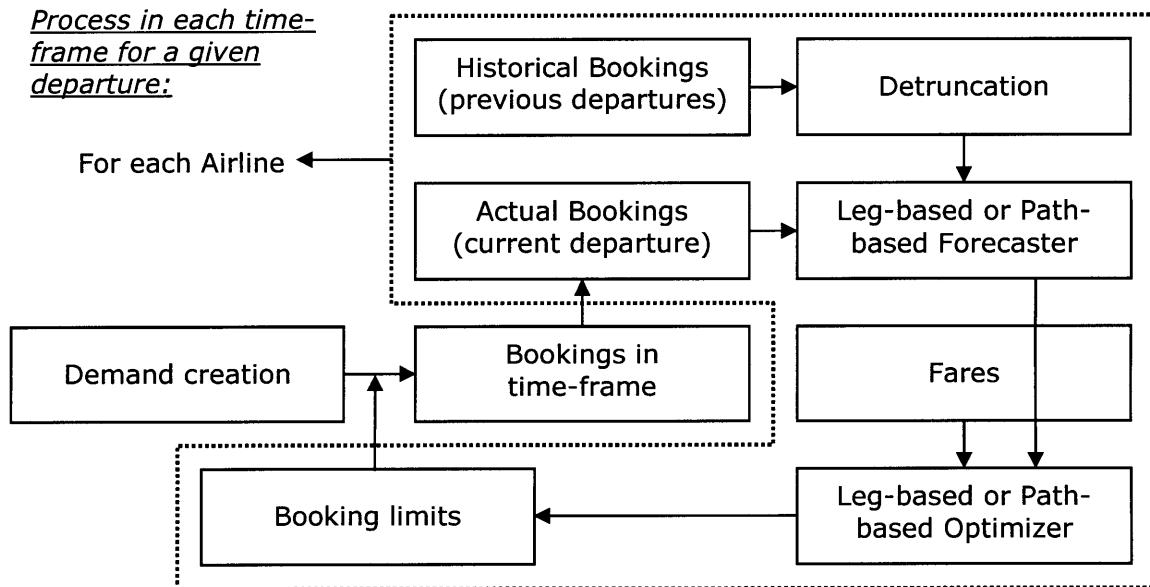 Process in each time-
frame for a given
departure:
Historical Bookings
(previous departures)
Detruncation
For each Airline
Actual Bookings
(current departure)
Leg-based or Path-
based Forecaster
Demand creation
Bookings in
time-frame
Fares
Booking limits
Leg-based or Path-
based Optimizer